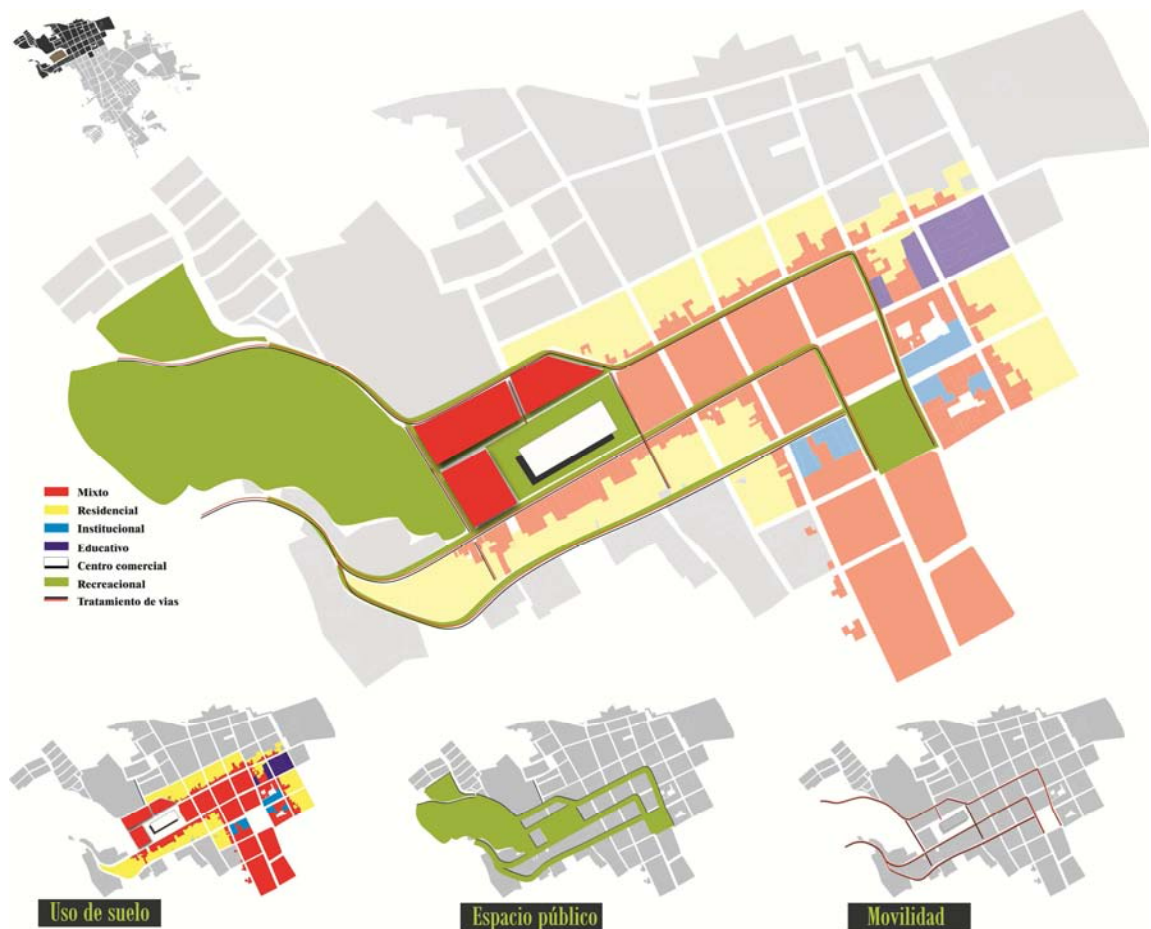 Mixto
Residencial
Institucional
Educativo
Centro comercial
Recreacional
Tratamiento de vias
Uso de suelo
Espacio público
Movilidad